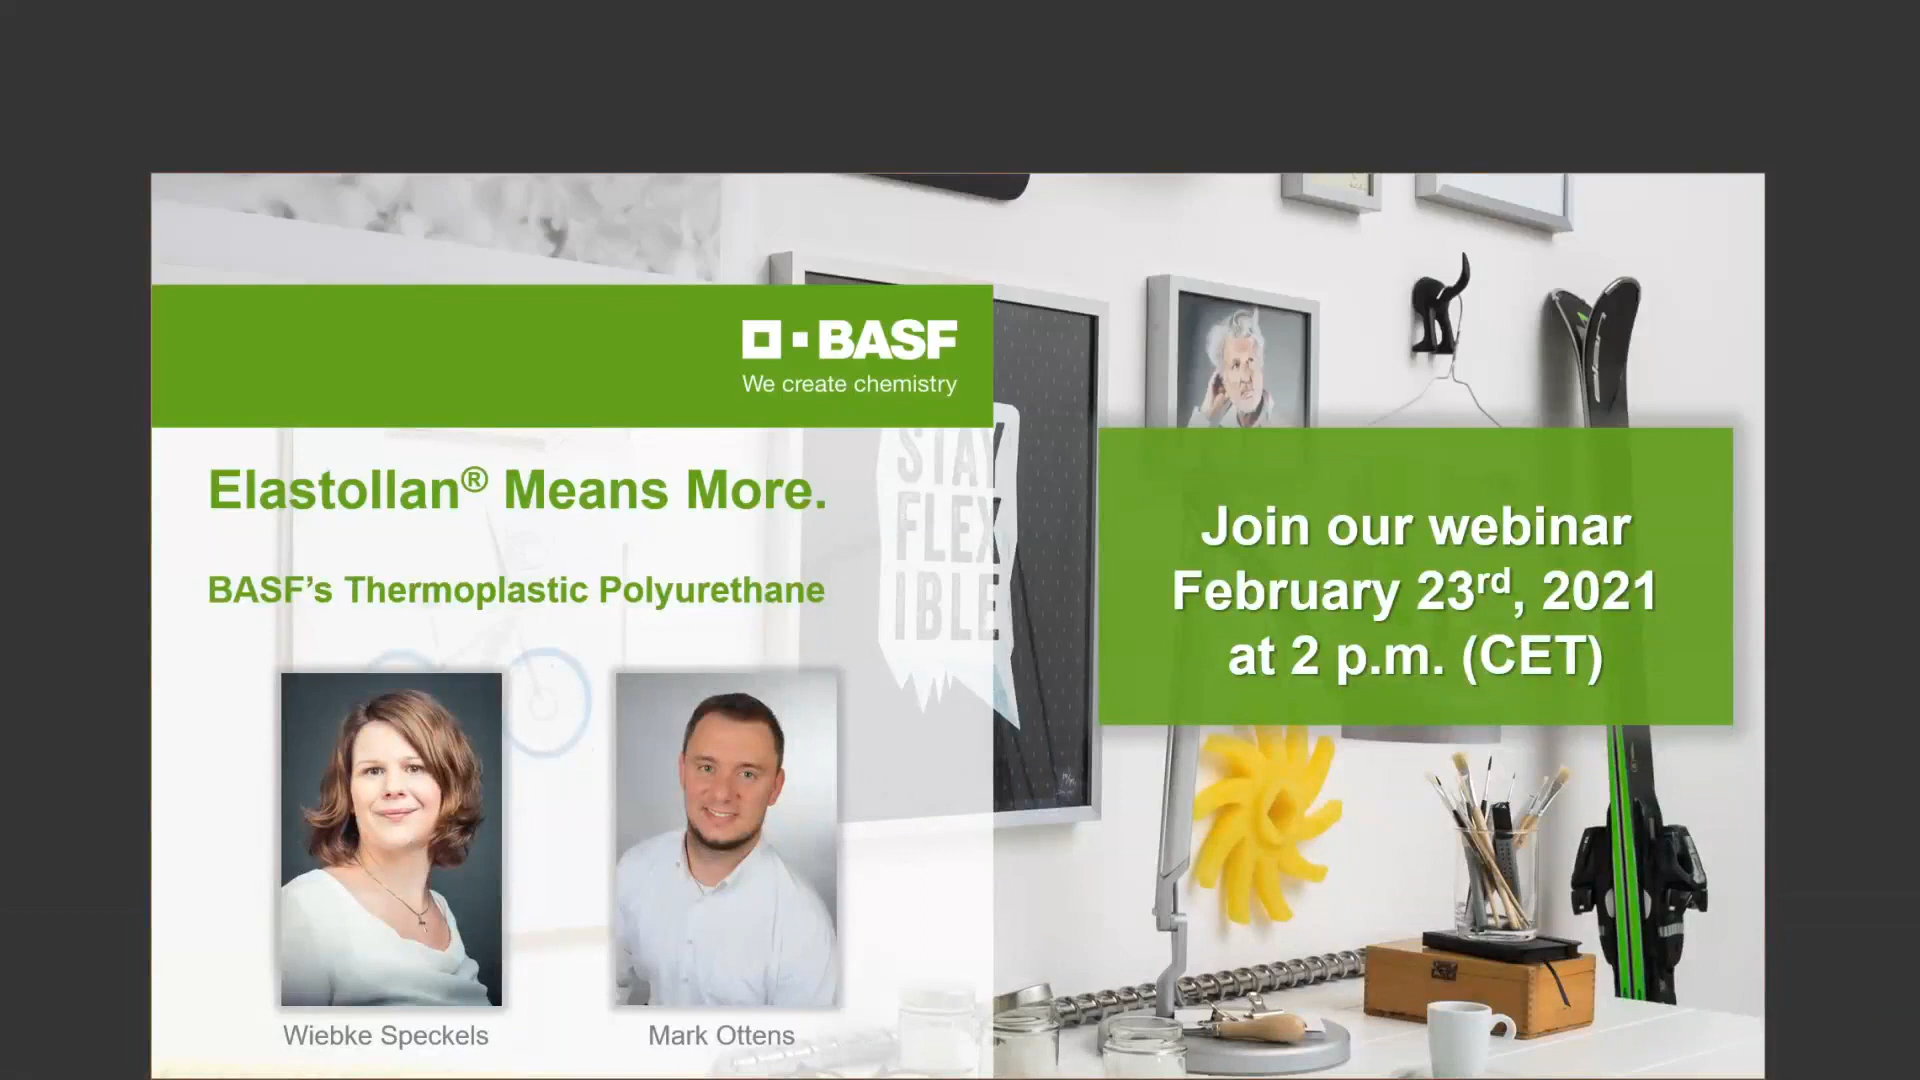 BASF
We create chemistry
Elastollan® Means More.
BASF's Thermoplastic Polyurethane
STAY
FLEX
IBLE
Join our webinar
February 23rd, 2021
at 2 p.m. (CET)
Wiebke Speckels
Mark Ottens